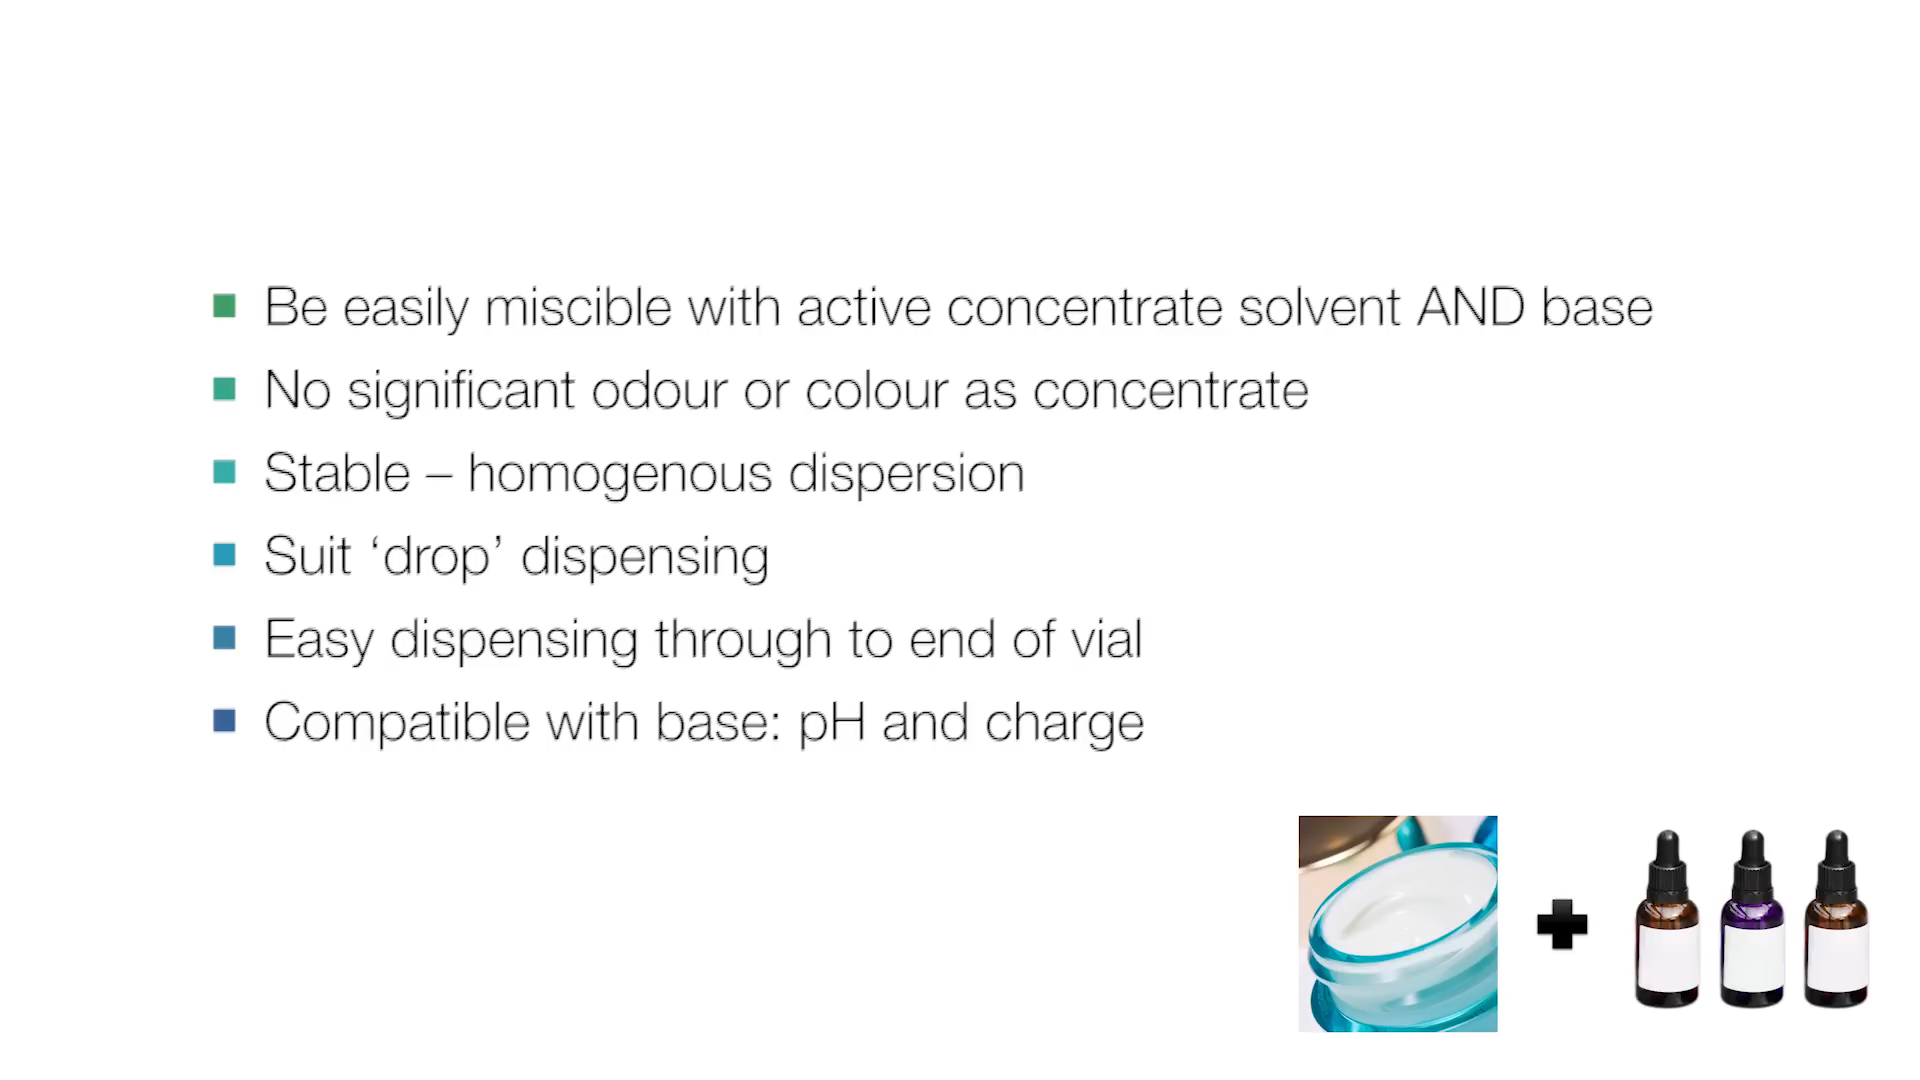 Be easily miscible with active concentrate solvent AND base
No significant odour or colour as concentrate
Stable – homogenous dispersion
Suit ‘drop’ dispensing
Easy dispensing through to end of vial
Compatible with base: pH and charge